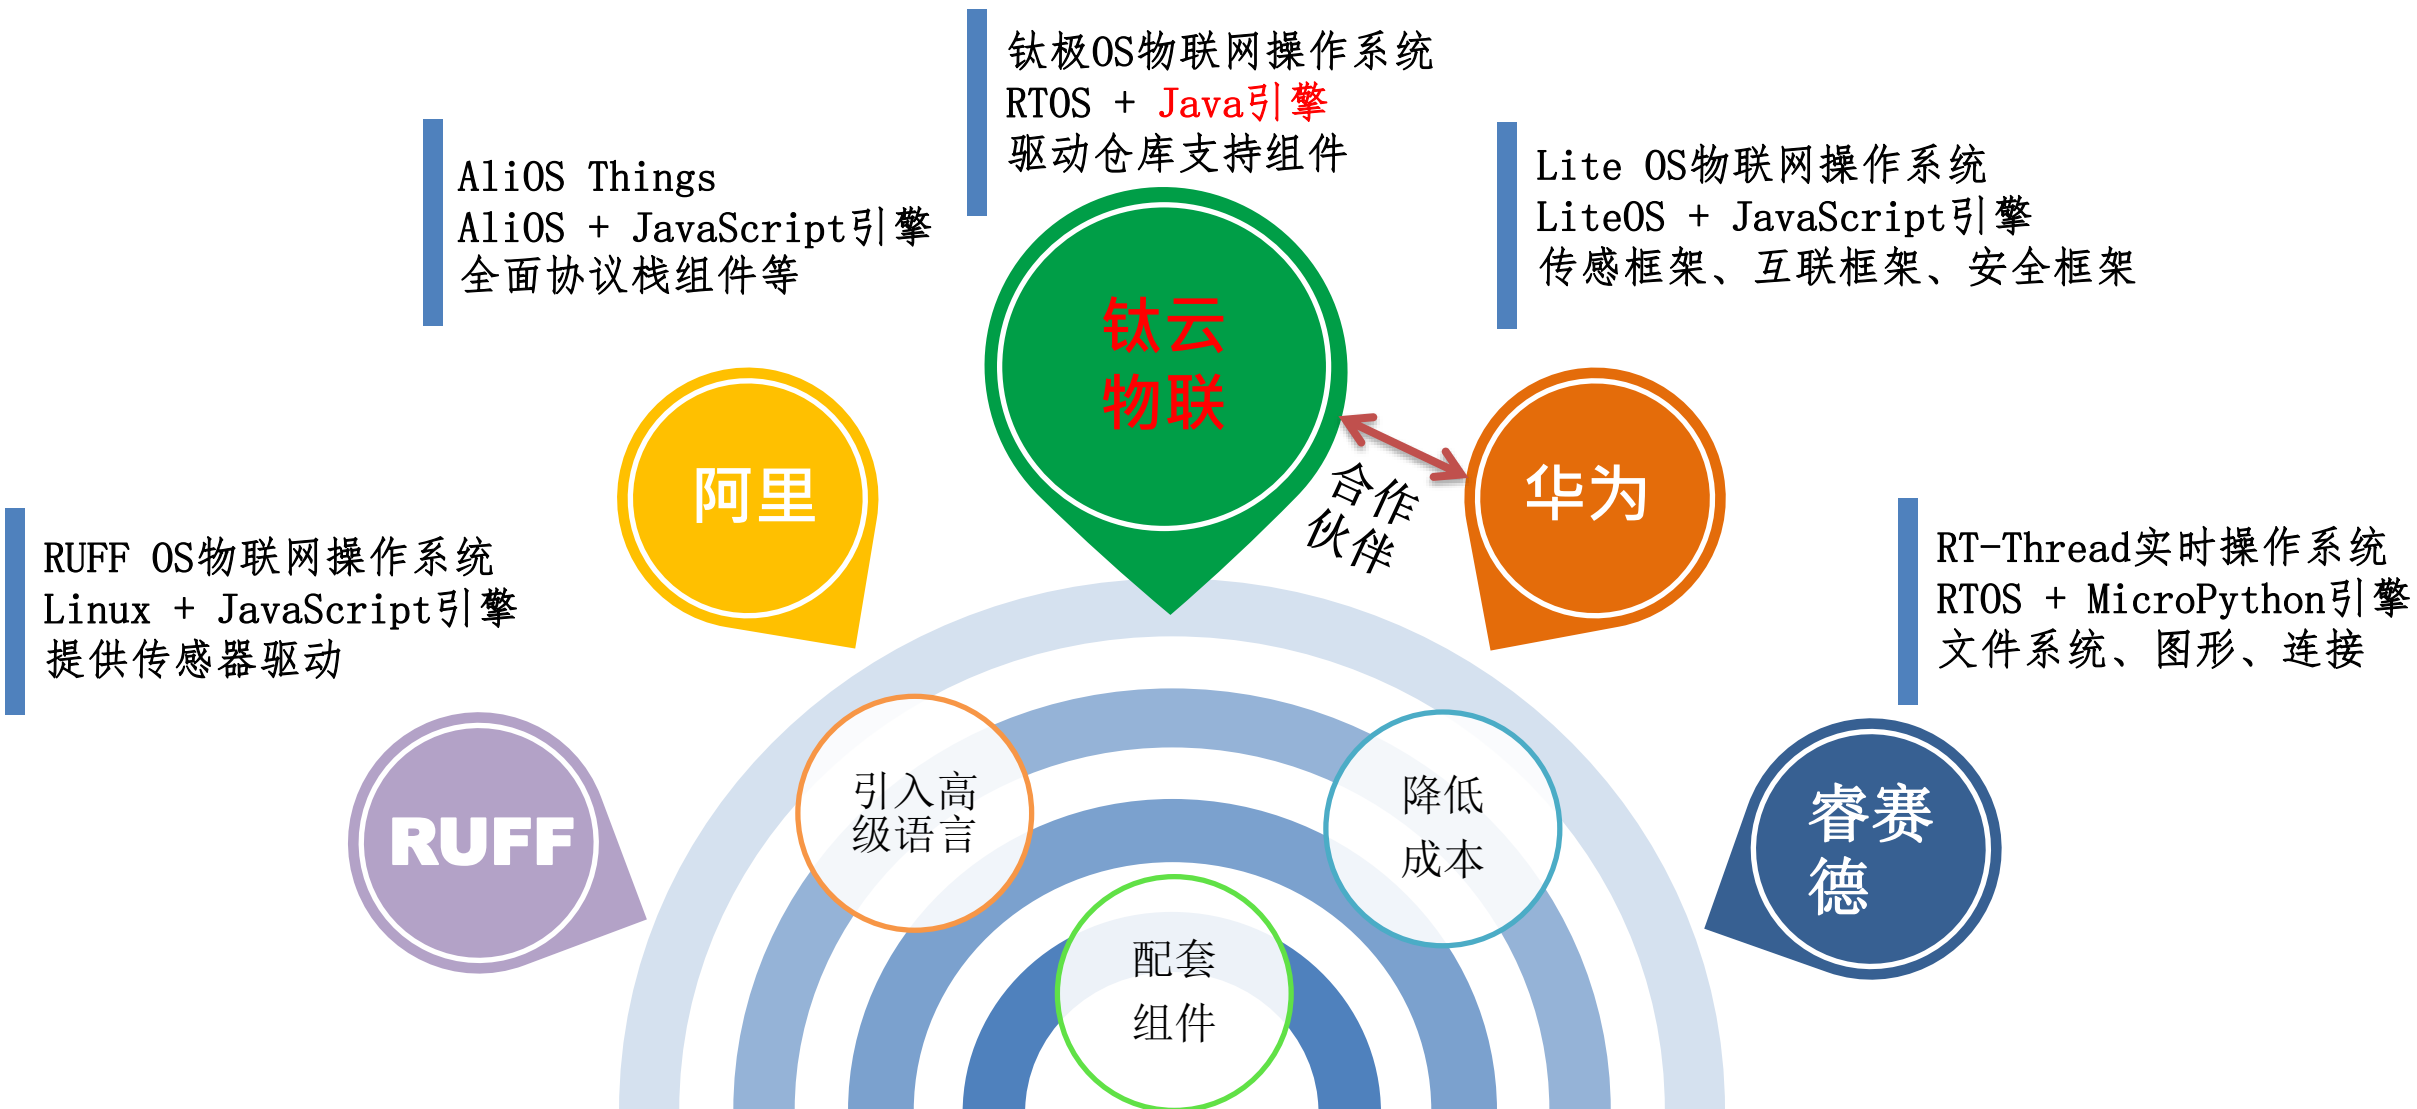 钛极OS物联网操作系统
RTOS + Java引擎
驱动仓库支持组件
AliOS Things
AliOS + JavaScript引擎
全面协议栈组件等
Lite OS物联网操作系统
LiteOS + JavaScript引擎
传感框架、互联框架、安全框架
钛云
物联
阿里
华为
合作
伙伴
RUFF OS物联网操作系统
Linux + JavaScript引擎
提供传感器驱动
RT-Thread实时操作系统
RTOS + MicroPython引擎
文件系统、图形、连接
RUFF
引入高
级语言
降低
成本
睿赛
德
配套
组件